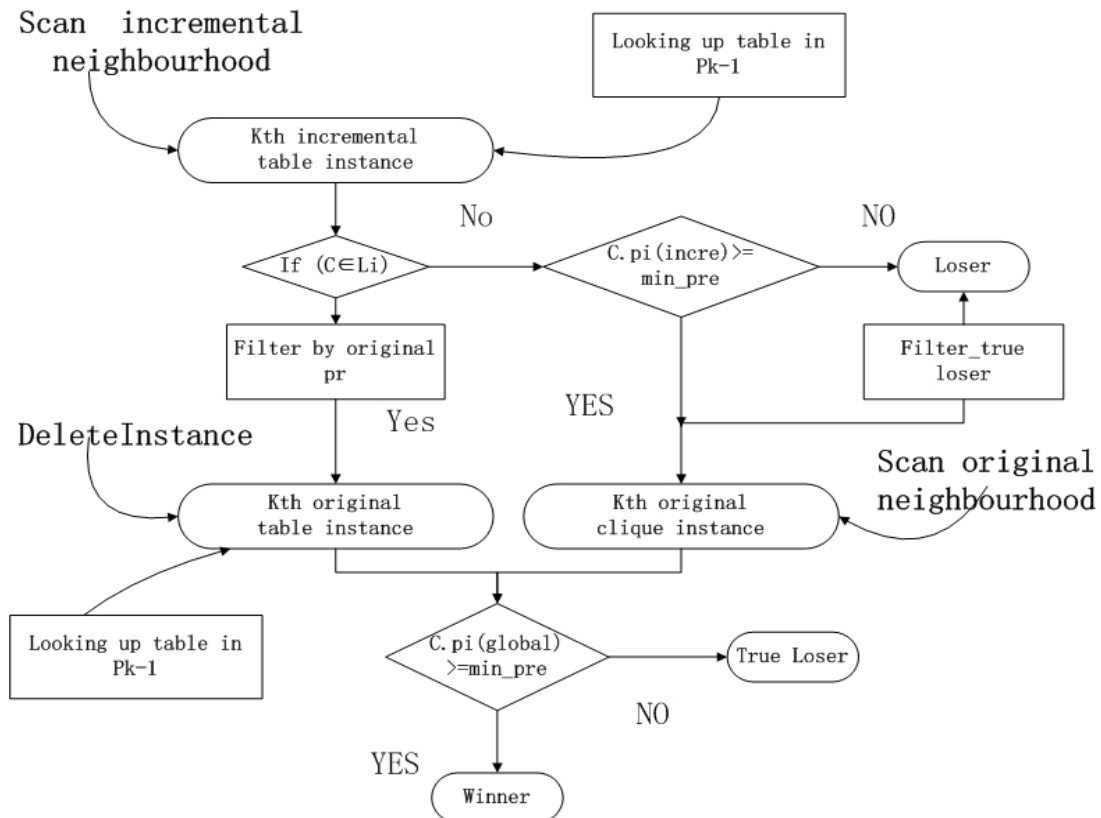 Scan incremental
neighbourhood
Looking up table in
Pk-1
Kth incremental
table instance
No
NO
If (C∈Li)
C.pi(incre)>=
min_pre
Loser
Filter by original
pr
Filter_true
loser
Yes
YES
DeleteInstance
Scan original
neighbourhood
Kth original
table instance
Kth original
clique instance
Looking up table in
Pk-1
C.pi(global)
>=min_pre
True Loser
NO
YES
Winner